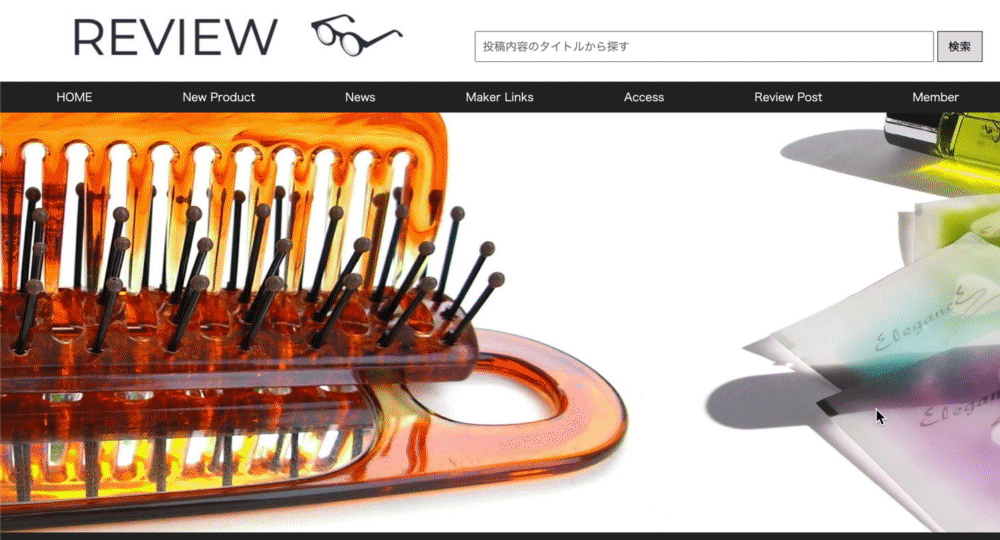 REVIEW
投稿内容のタイトルから探す
検索
HOME New Product News Maker Links Access Review Post Member
Elegance